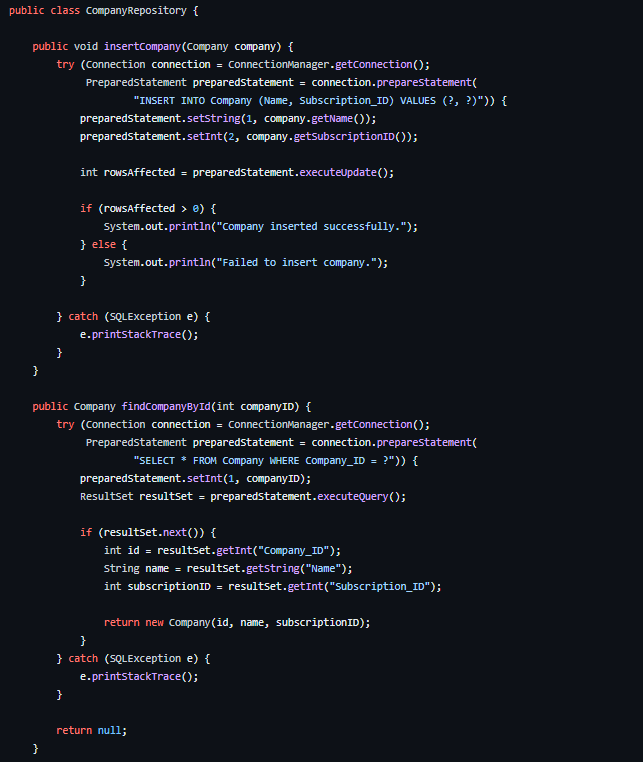 public class CompanyRepository {
public void insertCompany(Company company) {
try (Connection connection = ConnectionManager.getConnection();
PreparedStatement preparedStatement = connection.prepareStatement(
"INSERT INTO Company (Name, Subscription_ID) VALUES (?, ?)")) {
preparedStatement.setString(1, company.getName());
preparedStatement.setInt(2, company.getSubscriptionID());
int rowsAffected = preparedStatement.executeUpdate();
if (rowsAffected > 0) {
System.out.println("Company inserted successfully.");
} else {
System.out.println("Failed to insert company.");
}
} catch (SQLException e) {
e.printStackTrace();
}
}
public Company findCompanyById(int companyID) {
try (Connection connection = ConnectionManager.getConnection();
PreparedStatement preparedStatement = connection.prepareStatement(
"SELECT * FROM Company WHERE Company_ID = ?")) {
preparedStatement.setInt(1, companyID);
ResultSet resultSet = preparedStatement.executeQuery();
if (resultSet.next()) {
int id = resultSet.getInt("Company_ID");
String name = resultSet.getString("Name");
int subscriptionID = resultSet.getInt("Subscription_ID");
return new Company(id, name, subscriptionID);
}
} catch (SQLException e) {
e.printStackTrace();
}
return null;
}